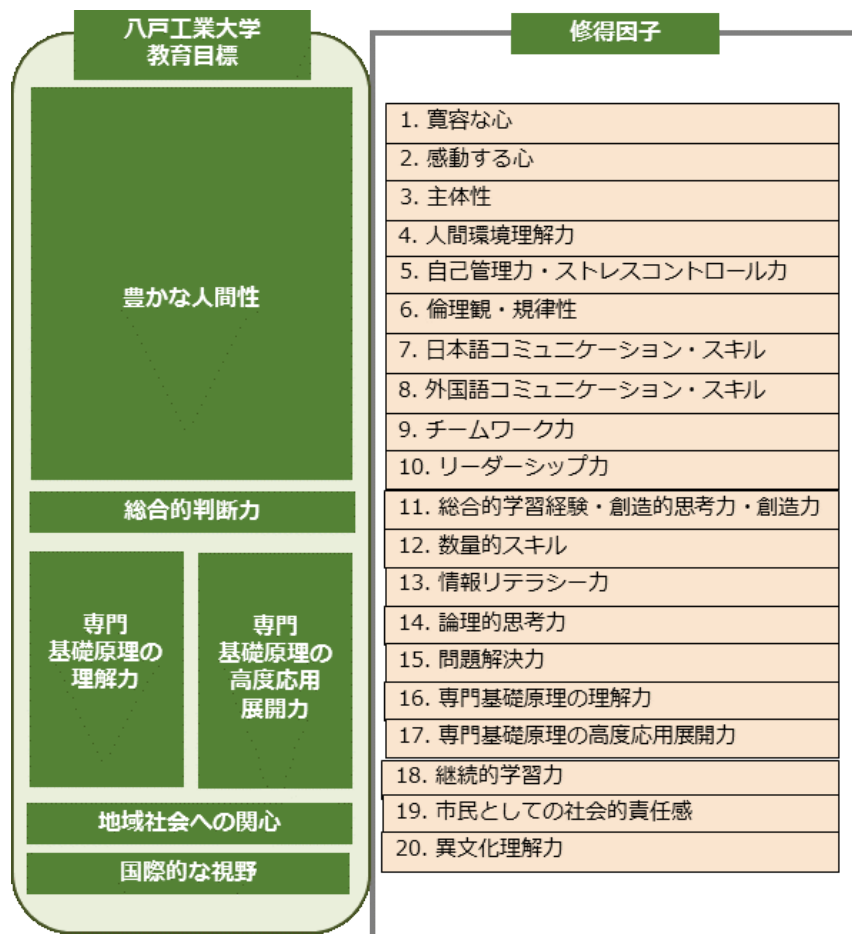 八戸工業大学
教育目標
豊かな人間性
総合的判断力
専門
基礎原理の
理解力
専門
基礎原理の
高度応用
展開力
地域社会への関心
国際的な視野
修得因子
1. 寛容な心
2. 感動する心
3. 主体性
4. 人間環境理解力
5. 自己管理力・ストレスコントロール力
6. 倫理観・規律性
7. 日本語コミュニケーション・スキル
8. 外国語コミュニケーション・スキル
9. チームワーク力
10. リーダーシップ力
11. 総合的学習経験・創造的思考力・創造力
12. 数量的スキル
13. 情報リテラシー力
14. 論理的思考力
15. 問題解決力
16. 専門基礎原理の理解力
17. 専門基礎原理の高度応用展開力
18. 継続的学習力
19. 市民としての社会的責任感
20. 異文化理解力